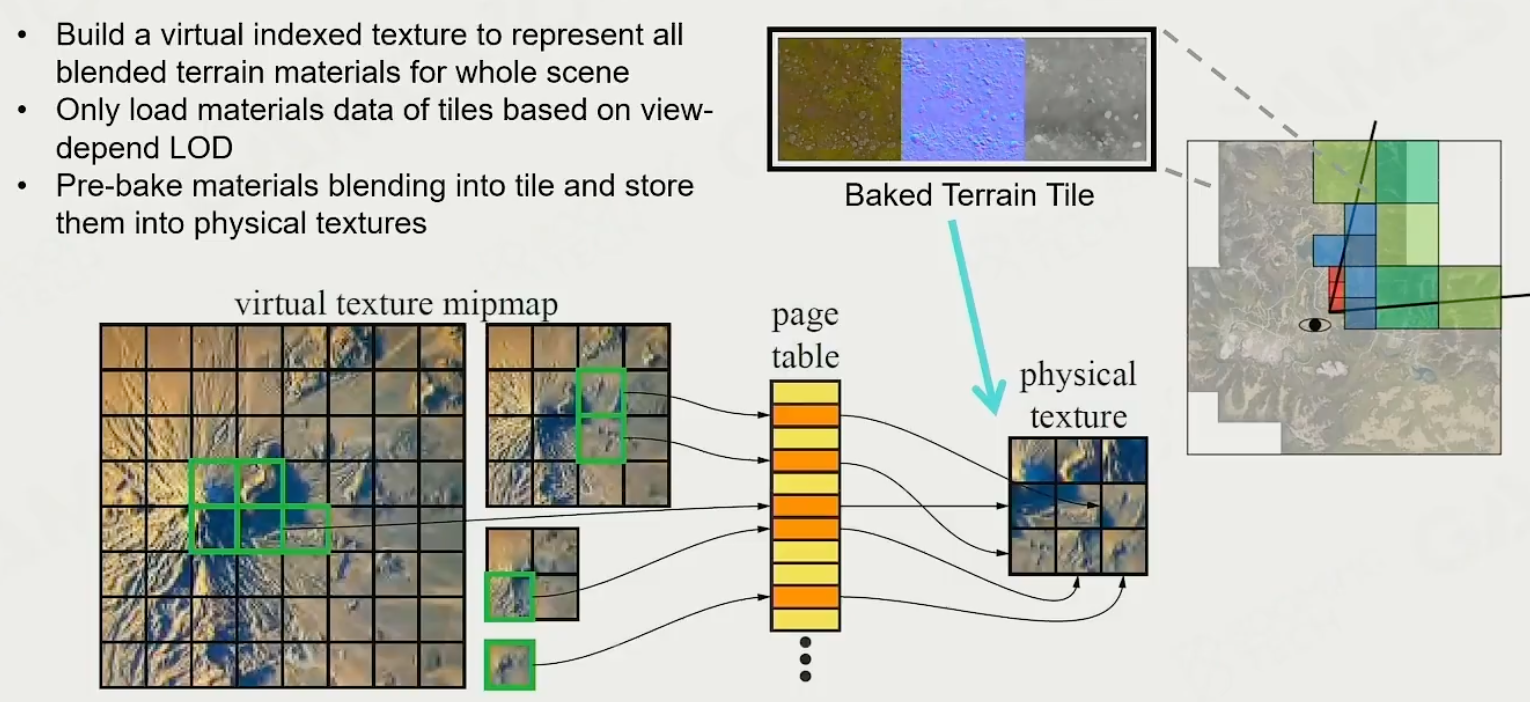 • Build a virtual indexed texture to represent all
blended terrain materials for whole scene
• Only load materials data of tiles based on view-
depend LOD
• Pre-bake materials blending into tile and store
them into physical textures
Baked Terrain Tile
virtual texture mipmap
page
table
physical
texture